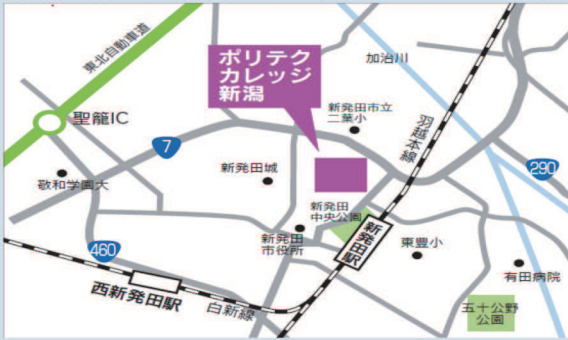 東北自動車道
ポリテク
カレッジ
新潟
加治川
聖籠IC
新発田市立
二葉小
羽越本線
7
290
敬和学園大
新発田城
新発田
中央公園
新発田
市役所
新発田駅
東豊小
460
有田病院
西新発田駅
白新線
五十公野
公園